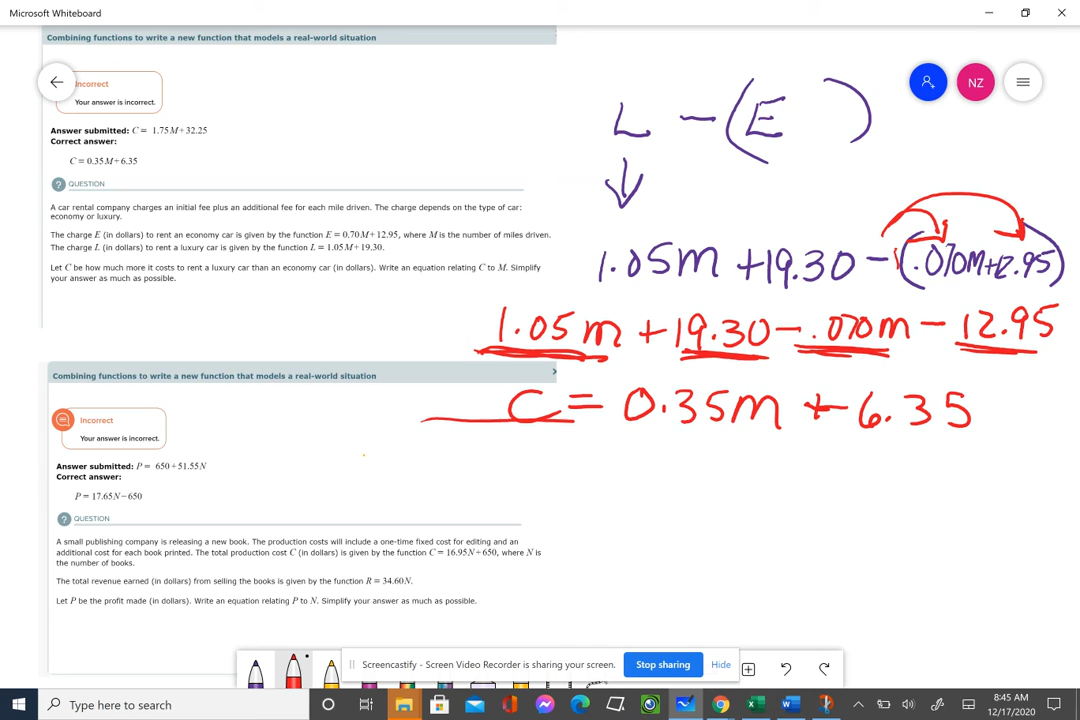 Microsoft Whiteboard
Combining functions to write a new function that models a real-world situation
Incorrect
Your answer is incorrect.
Answer submitted: C = 1.75M+32.25
Correct answer:
C = 0.35M+6.35
? QUESTION
A car rental company charges an initial fee plus an additional fee for each mile driven. The charge depends on the type of car:
economy or luxury.
The charge E (in dollars) to rent an economy car is given by the function E = 0.70M+12.95, where M is the number of miles driven.
The charge L (in dollars) to rent a luxury car is given by the function L = 1.05M+19.30.
Let C be how much more it costs to rent a luxury car than an economy car (in dollars). Write an equation relating C to M. Simplify
your answer as much as possible.
NZ
L - (E )
1.05m +19.30 - (.070m+12.95)
1.05m +19.30 - .070m - 12.95
C = 0.35m + 6.35
Combining functions to write a new function that models a real-world situation
Incorrect
Your answer is incorrect.
Answer submitted: P = 650+51.55N
Correct answer:
P = 17.65N−650
? QUESTION
A small publishing company is releasing a new book. The production costs will include a one-time fixed cost for editing and an
additional cost for each book printed. The total production cost C (in dollars) is given by the function C = 16.95N+650, where N is
the number of books.
The total revenue earned (in dollars) from selling the books is given by the function R = 34.60N.
Let P be the profit made (in dollars). Write an equation relating P to N. Simplify your answer as much as possible.
Screencastify - Screen Video Recorder is sharing your screen.
Stop sharing
Hide
Type here to search
8:45 AM
12/17/2020